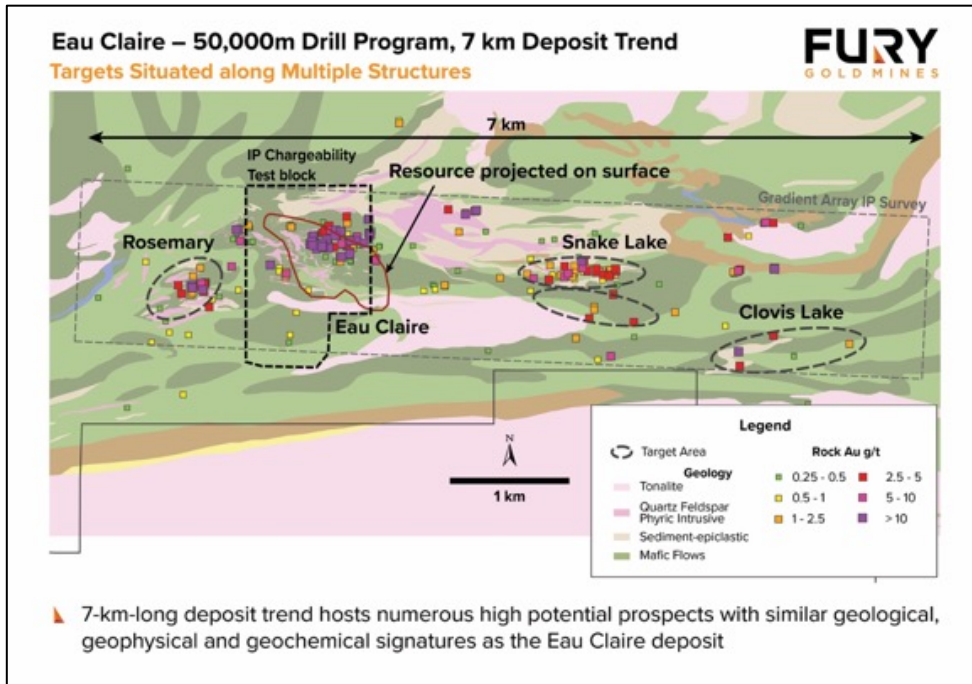 Eau Claire – 50,000m Drill Program, 7 km Deposit Trend
Targets Situated along Multiple Structures
FURY
GOLD MINES
7 km
IP Chargeability
Test block
Resource projected on surface
Gradient Array IP Survey
Rosemary
Snake Lake
Eau Claire
Clovis Lake
N
1 km
Legend
Target Area
Geology
Tonalite
Quartz Feldspar
Phyric Intrusive
Sediment-epiclastic
Mafic Flows
Rock Au g/t
0.25 - 0.5
0.5 - 1
1 - 2.5
2.5 - 5
5 - 10
>10
7-km-long deposit trend hosts numerous high potential prospects with similar geological,
geophysical and geochemical signatures as the Eau Claire deposit